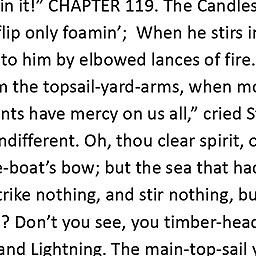 in it!” CHAPTER 119. The Candles
flip only foamin’;  When he stirs i
to him by elbowed lances of fire.
the topsail-yard-arms, when mo
nts have mercy on us all,” cried S
ndifferent. Oh, thou clear spirit, o
e-boat’s bow; but the sea that had
trike nothing, and stir nothing, bu
? Don’t you see, you timber-head
and Lightning. The main-top-sail y